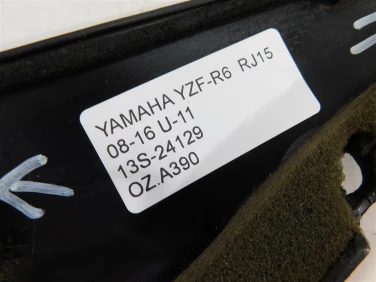 YAMAHA YZF-R6 RJ15
08-16 U-11
13S-24129
OZ.A390